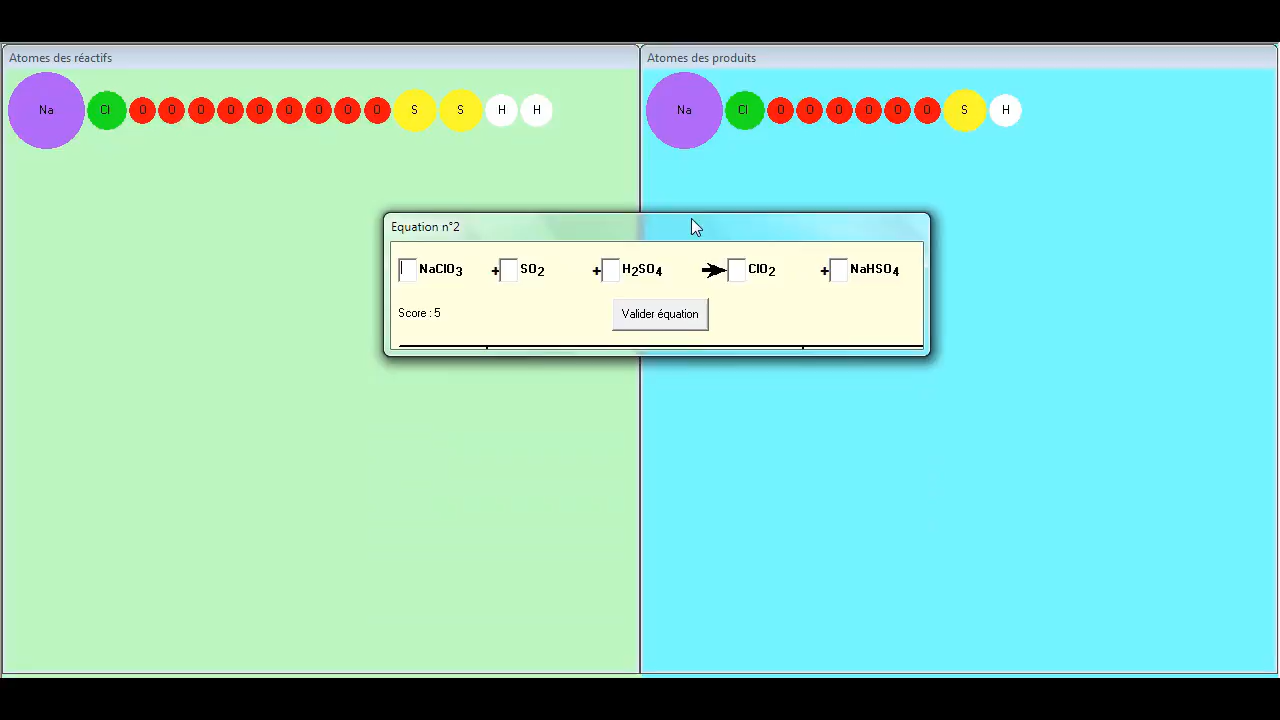 Atomes des réactifs
Atomes des produits
Na Cl O O O O O O O O O S S H H
Na Cl O O O O O O S H
Equation n°2
NaClO3 + SO2 + H2SO4 ClO2 + NaHSO4
Score : 5
Valider équation